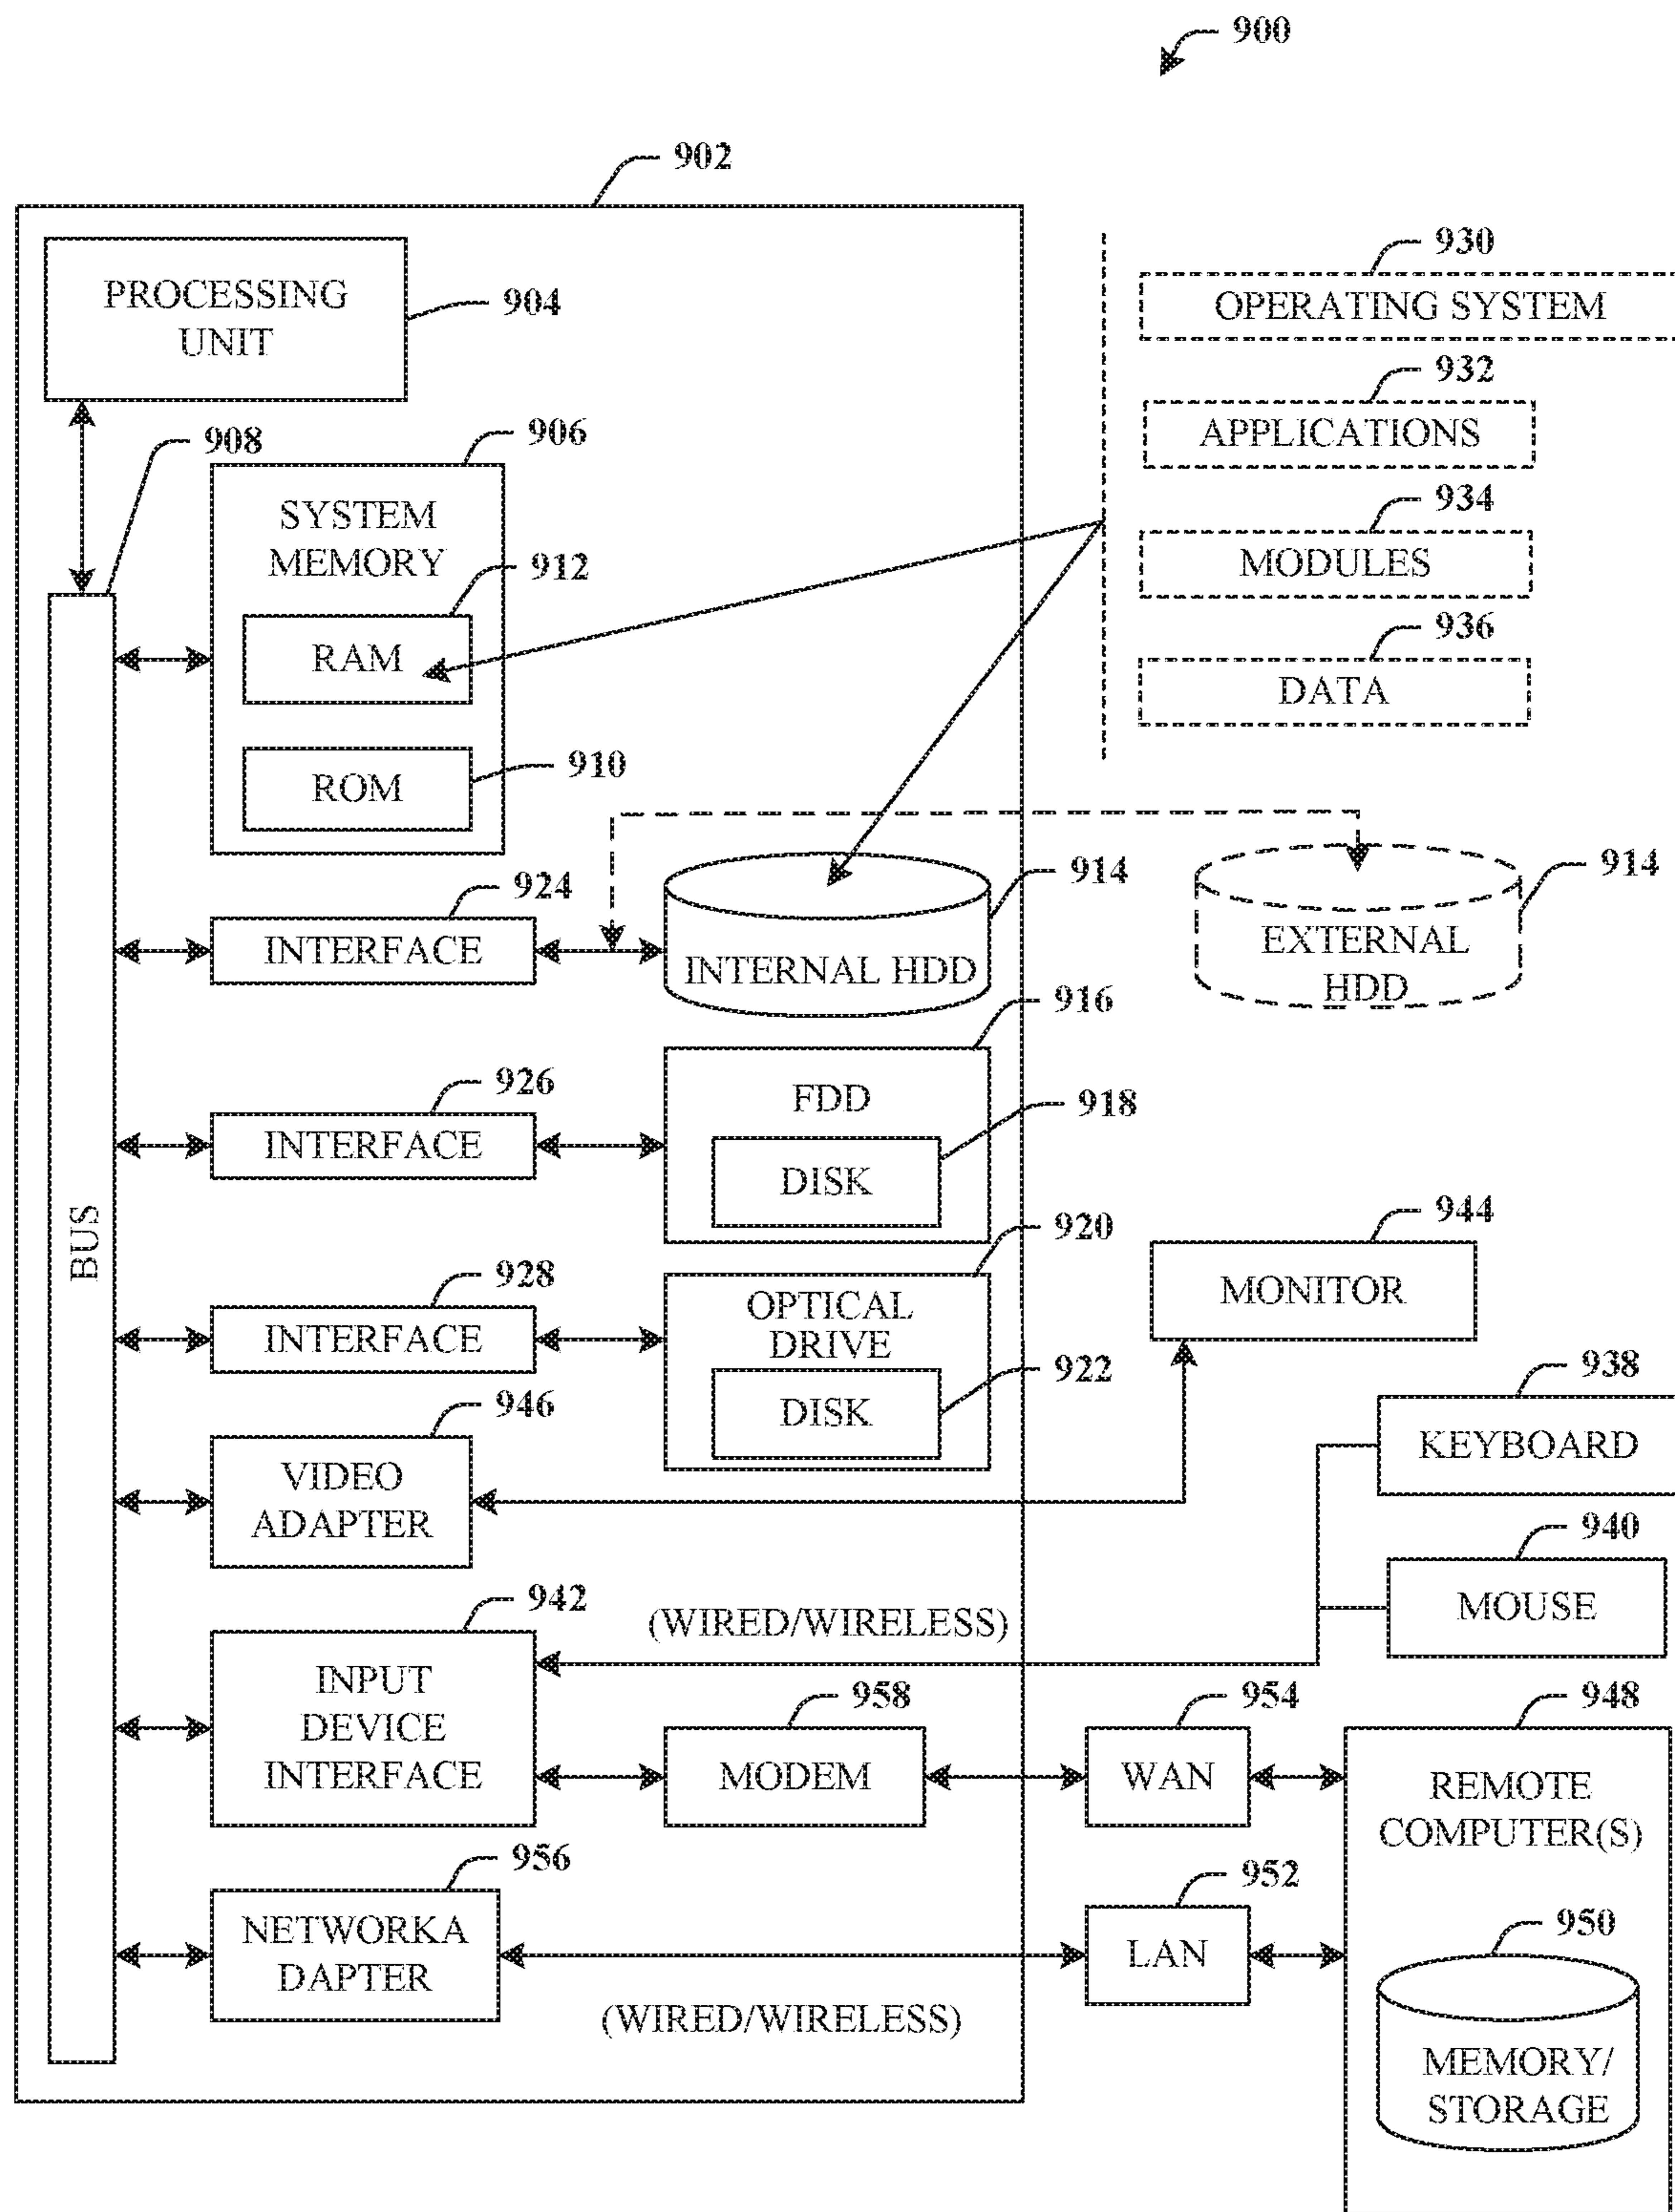 900
902
PROCESSING
UNIT
904
930
OPERATING SYSTEM
932
APPLICATIONS
934
MODULES
936
DATA
908
906
SYSTEM
MEMORY
912
RAM
910
ROM
924
INTERFACE
914
INTERNAL HDD
914
EXTERNAL
HDD
916
FDD
926
INTERFACE
918
DISK
BUS
920
OPTICAL
DRIVE
928
INTERFACE
922
DISK
944
MONITOR
938
KEYBOARD
946
VIDEO
ADAPTER
940
MOUSE
942
(WIRED/WIRELESS)
INPUT
DEVICE
INTERFACE
958
MODEM
954
WAN
948
REMOTE
COMPUTER(S)
956
NETWORKA
DAPTER
952
LAN
(WIRED/WIRELESS)
950
MEMORY/
STORAGE